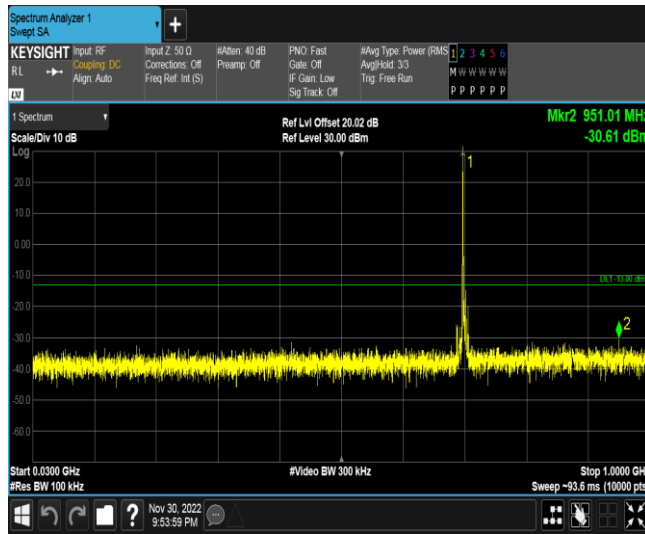 Spectrum Analyzer 1
Swept SA
+
KEYSIGHT Input: RF Input Z: 50 Ω #Atten: 40 dB PNO: Fast #Avg Type: Power (RMS 1 2 3 4 5 6
RL Coupling: DC Corrections: Off Preamp: Off Gate: Off Avg|Hold: 3/3 M W W W W W
Align: Auto Freq Ref: Int (S) IF Gain: Low Trig: Free Run
LXI Sig Track: Off P P P P P P
1 Spectrum Ref Lvl Offset 20.02 dB Mkr2 951.01 MHz
Scale/Div 10 dB Ref Level 30.00 dBm -30.61 dBm
Log
1
20.0
10.0
0.00
-10.0
DL1 -13.00 dBm
-20.0
2
-30.0
-40.0
-50.0
-60.0
Start 0.0300 GHz #Video BW 300 kHz Stop 1.0000 GH
#Res BW 100 kHz Sweep ~93.6 ms (10000 pts
? Nov 30, 2022
9:53:59 PM